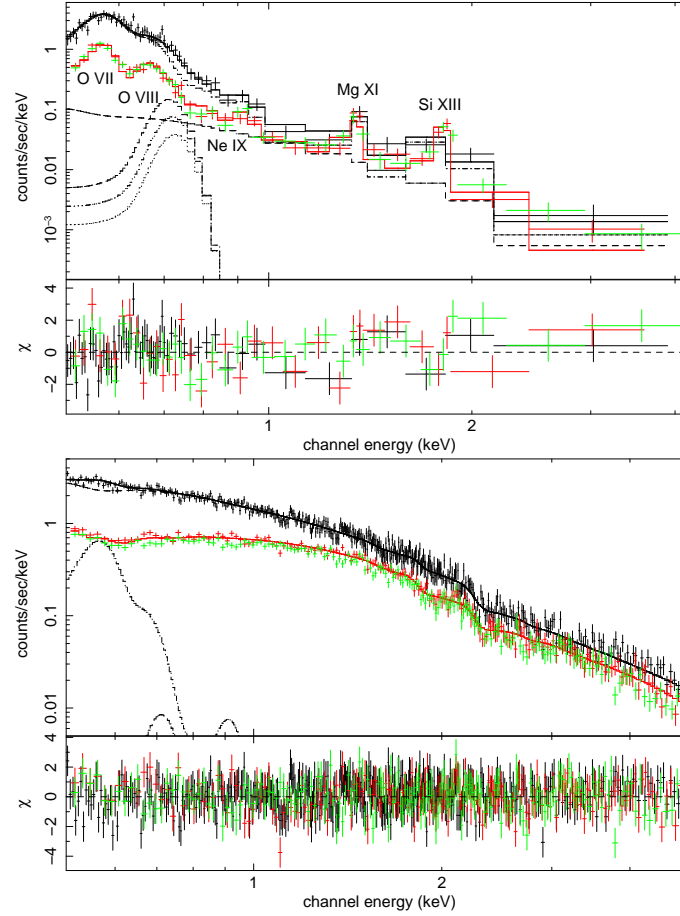 counts/sec/keV
1
0.1
0.01
10⁻³
O VII
O VIII
Ne IX
Mg XI
Si XIII
χ
4
2
0
−2
1
2
channel energy (keV)
counts/sec/keV
1
0.1
0.01
χ
4
2
0
−2
−4
1
2
channel energy (keV)